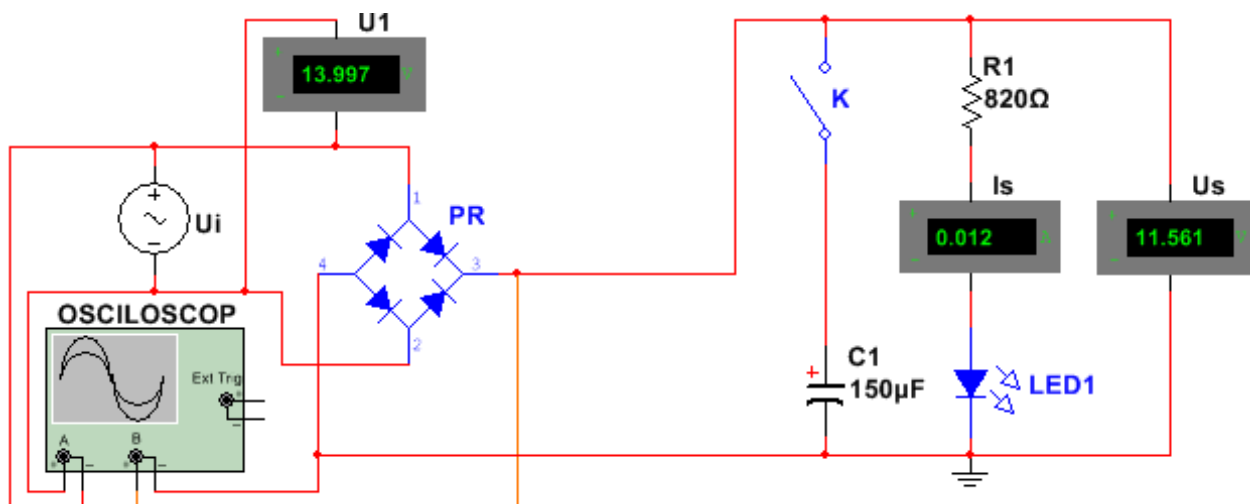 U1
13.997 V
K
R1
820Ω
Is
0.012 A
Us
11.561 V
Ui
1
PR
4
3
2
OSCILOSCOP
Ext Trig
A
B
C1
150µF
LED1